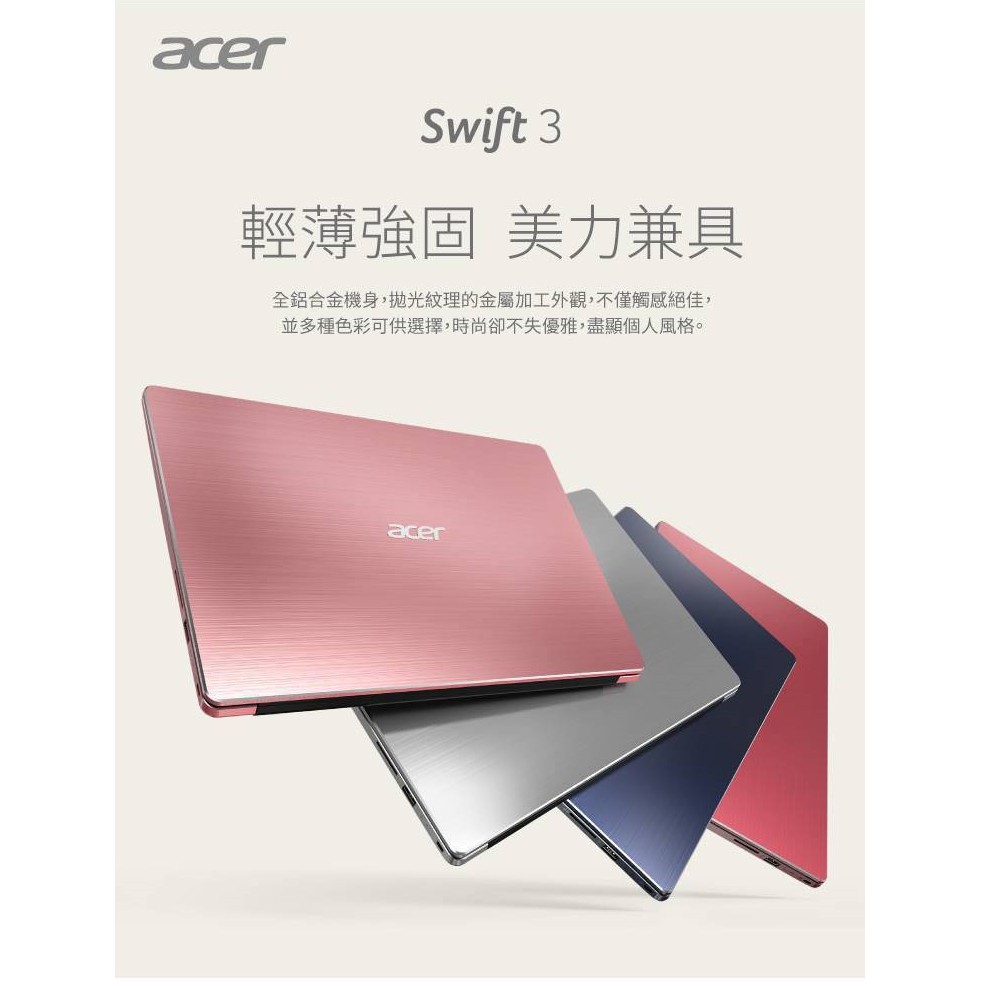 acer
Swift 3
輕薄強固 美力兼具
全鋁合金機身,拋光紋理的金屬加工外觀,不僅觸感絕佳,
並多種色彩可供選擇,時尚卻不失優雅,盡顯個人風格。
acer